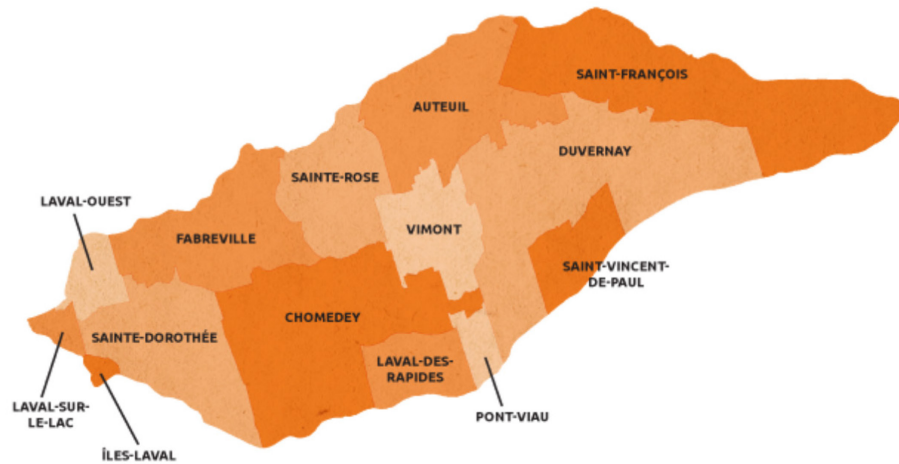 SAINT-FRANÇOIS
AUTEUIL
DUVERNAY
SAINTE-ROSE
LAVAL-OUEST
VIMONT
FABREVILLE
SAINT-VINCENT-
DE-PAUL
CHOMEDEY
SAINTE-DOROTHÉE
LAVAL-DES-
RAPIDES
LAVAL-SUR-
LE-LAC
PONT-VIAU
ÎLES-LAVAL